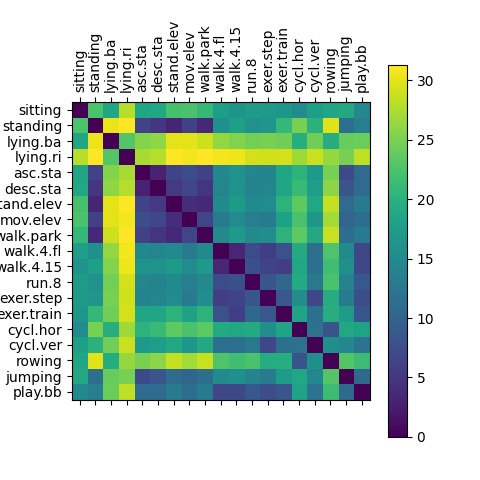 sitting
standing
lying.ba
lying.ri
asc.sta
desc.sta
stand.elev
mov.elev
walk.park
walk.4.fl
walk.4.15
run.8
exer.step
exer.train
cycl.hor
cycl.ver
rowing
jumping
play.bb
sitting
standing
lying.ba
lying.ri
asc.sta
desc.sta
tand.elev
mov.elev
walk.park
walk.4.fl
walk.4.15
run.8
exer.step
exer.train
cycl.hor
cycl.ver
rowing
jumping
play.bb
30
25
20
15
10
5
0